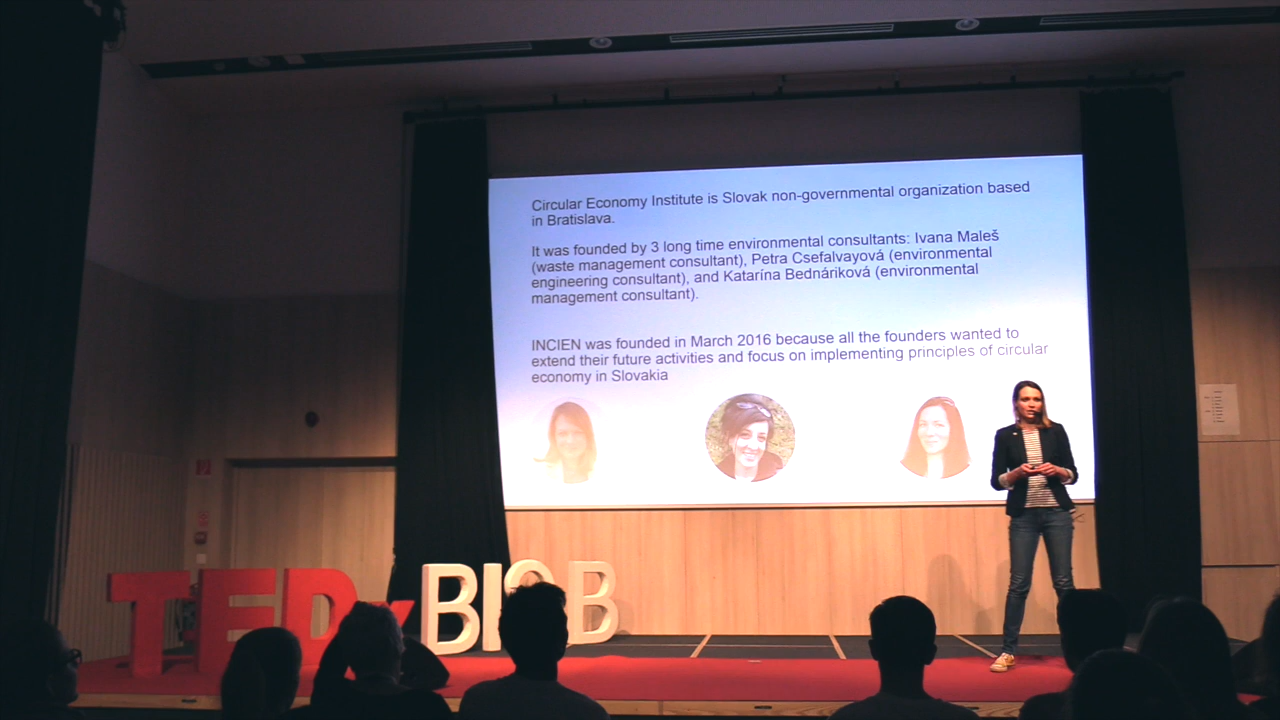 Circular Economy Institute is Slovak non-governmental organization based
in Bratislava.
It was founded by 3 long time environmental consultants: Ivana Maleš
(waste management consultant), Petra Csefalvayová (environmental
engineering consultant), and Katarína Bednáriková (environmental
management consultant).
INCIEN was founded in March 2016 because all the founders wanted to
extend their future activities and focus on implementing principles of circular
economy in Slovakia
TEDx BISB